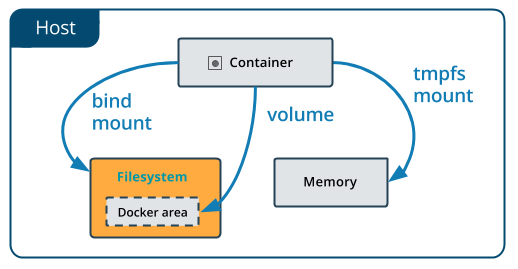 Host
Container
tmpfs
mount
bind
mount
volume
Filesystem
Docker area
Memory